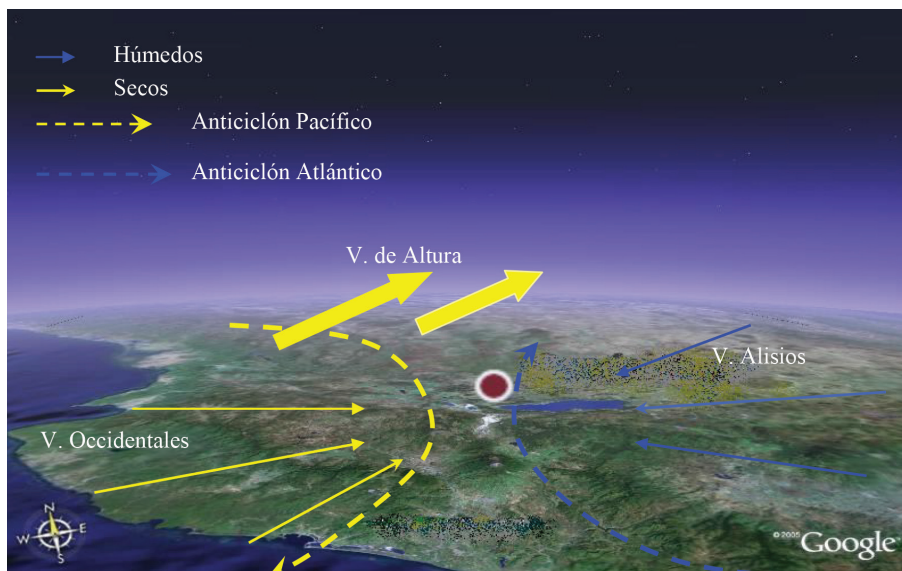 Húmedos
Secos
Anticiclón Pacífico
Anticiclón Atlántico
V. de Altura
V. Alisios
V. Occidentales
N
W E
S
© 2005 Google